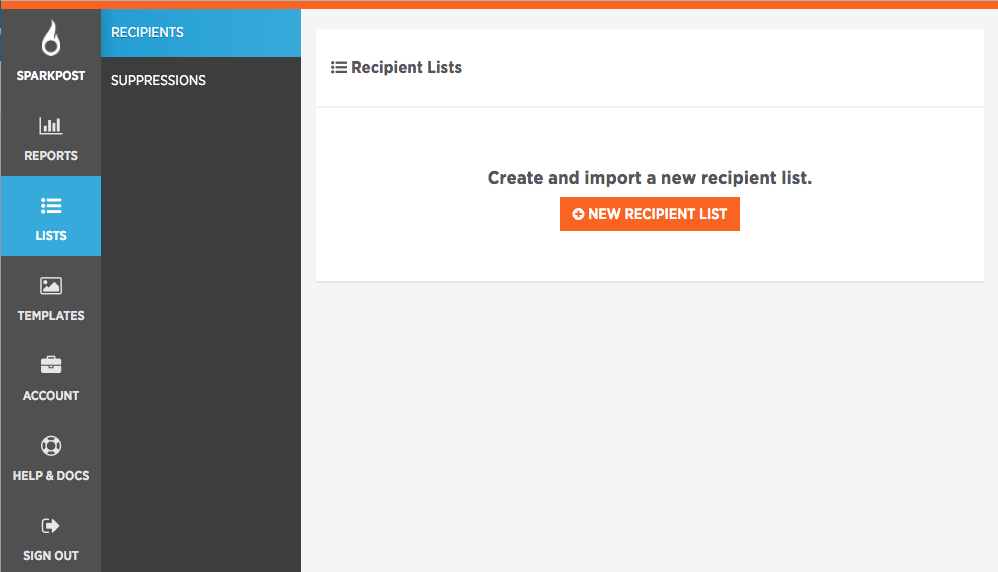 SPARKPOST
REPORTS
LISTS
TEMPLATES
ACCOUNT
HELP & DOCS
SIGN OUT
RECIPIENTS
SUPPRESSIONS
Recipient Lists
Create and import a new recipient list.
NEW RECIPIENT LIST